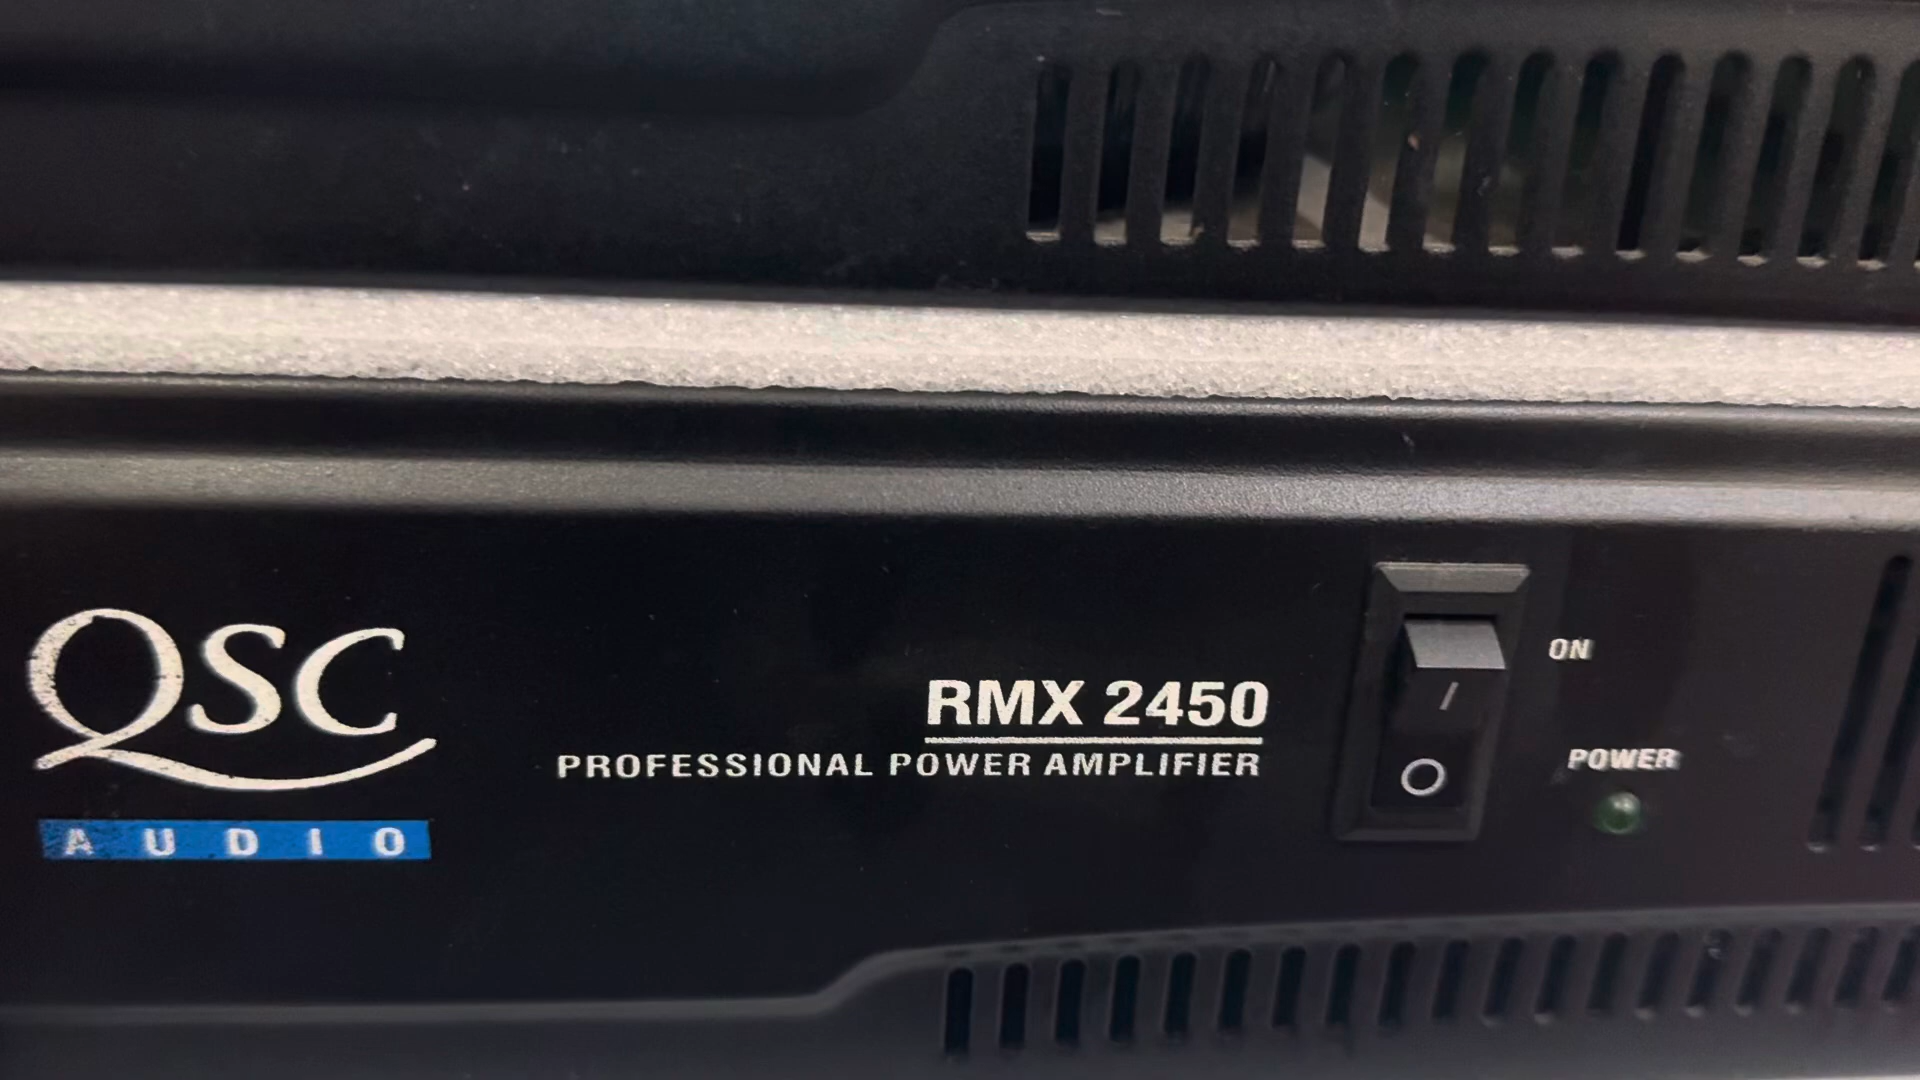 QSC
AUDIO
RMX 2450
PROFESSIONAL POWER AMPLIFIER
ON
POWER